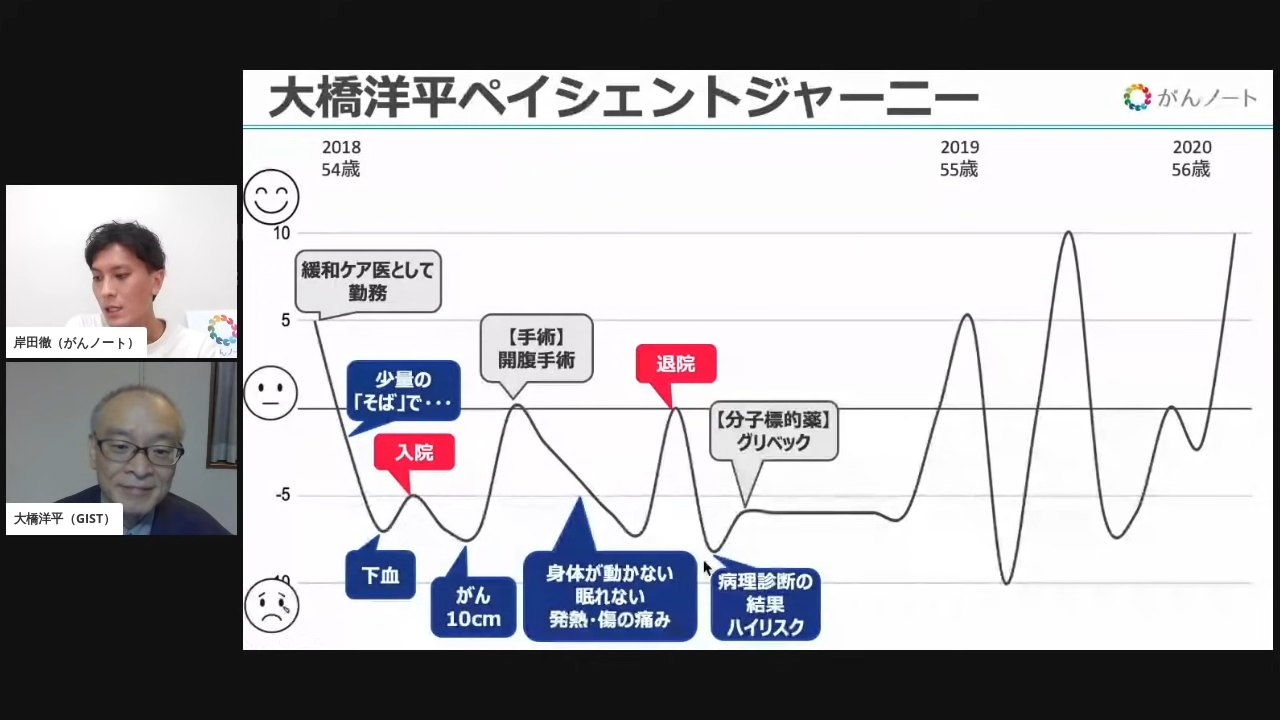 大橋洋平ペイシェントジャーニー
がんノート
2018
54歳
2019
55歳
2020
56歳
10
緩和ケア医として
勤務
5
【手術】
開腹手術
退院
少量の
「そば」で・・・
【分子標的薬】
グリベック
入院
-5
下血
がん
10cm
身体が動かない
眠れない
発熱・傷の痛み
病理診断の
結果
ハイリスク
岸田徹（がんノート）
大橋洋平（GIST）